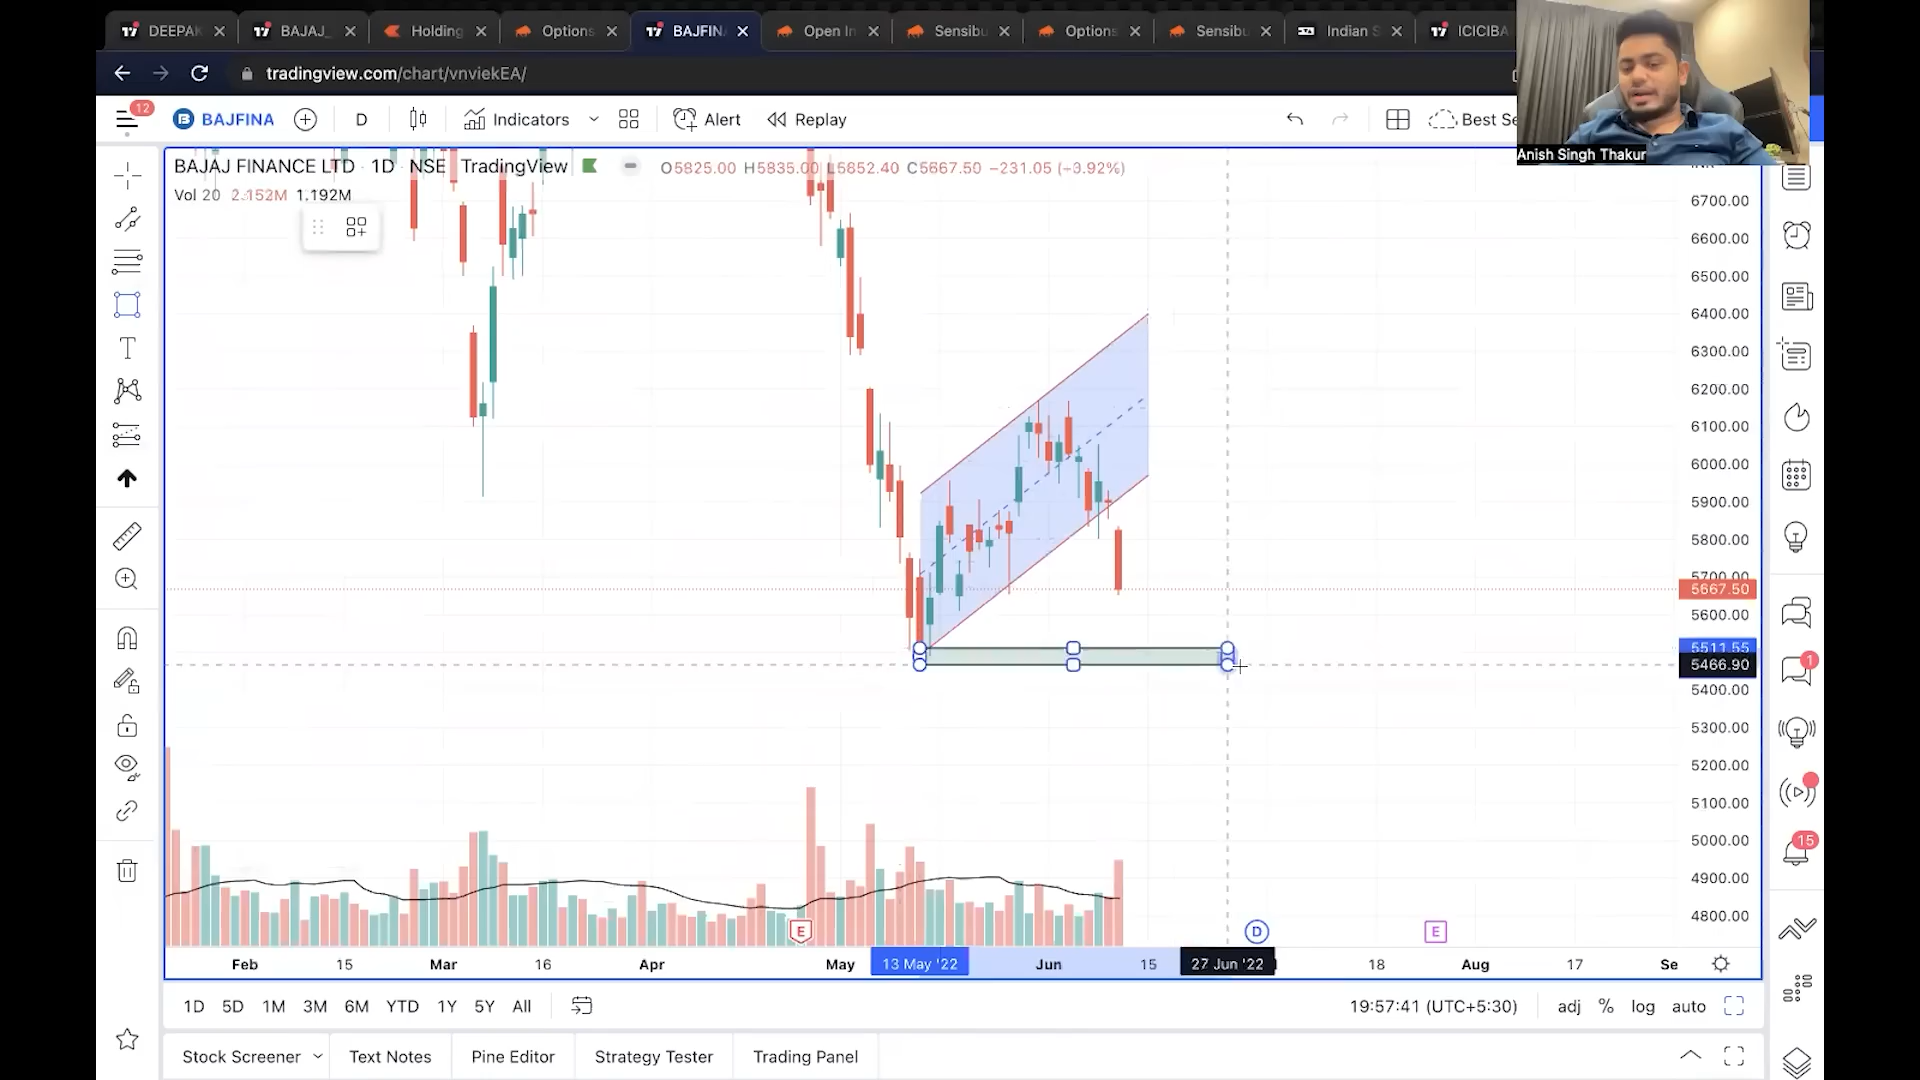 DEEPAK BAJAJ_ Holding Options BAJFIN Open In Sensibu Options Sensibu Indian S ICICIBA
tradingview.com/chart/vnviekEA/
12 BAJFINA D Indicators Alert Replay Best Se
Anish Singh Thakur
BAJAJ FINANCE LTD · 1D · NSE TradingView O5825.00 H5835.00 L5652.40 C5667.50 −231.05 (−3.92%)
Vol 20 2.152M 1.192M
6700.00
6600.00
6500.00
6400.00
6300.00
6200.00
6100.00
6000.00
5900.00
5800.00
5700.00
5667.50
5600.00
5511.55
5466.90
5400.00
5300.00
5200.00
5100.00
5000.00
4900.00
4800.00
1
15
E D E
Feb 15 Mar 16 Apr May 13 May '22 Jun 15 27 Jun '22 18 Aug 17 Se
1D 5D 1M 3M 6M YTD 1Y 5Y All 19:57:41 (UTC+5:30) adj % log auto
Stock Screener Text Notes Pine Editor Strategy Tester Trading Panel